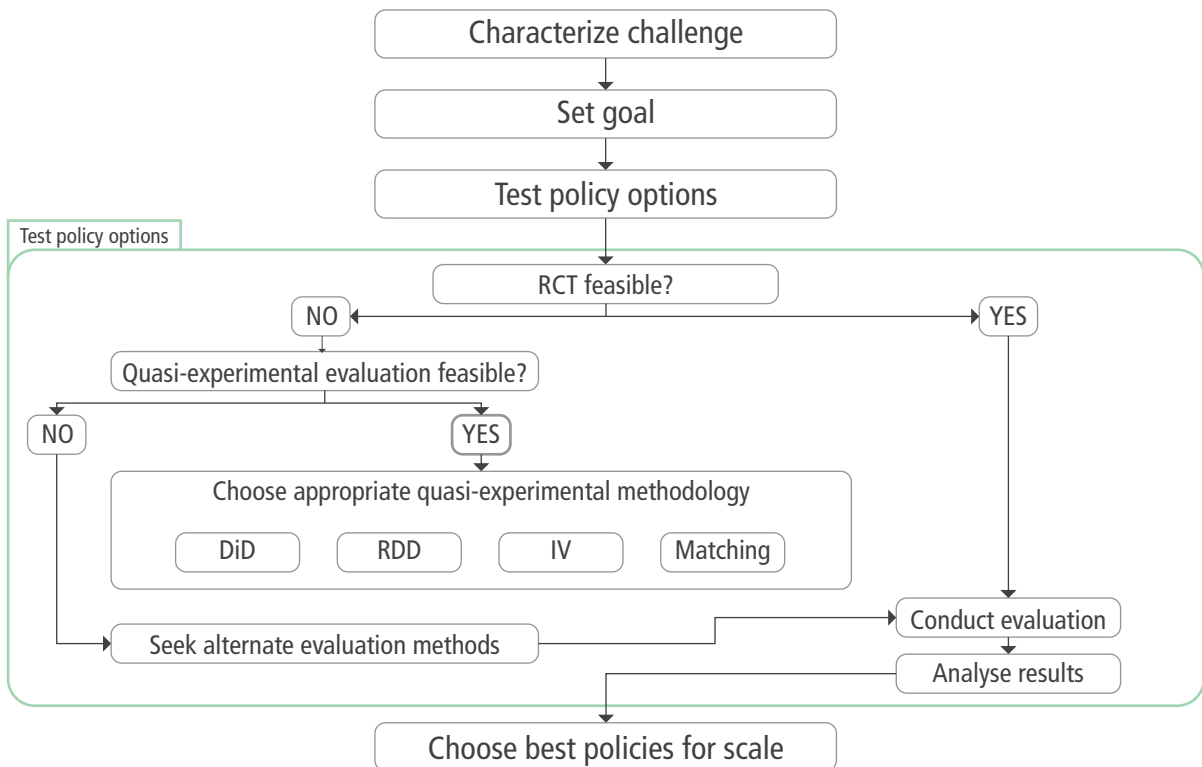 Characterize challenge
Set goal
Test policy options
Test policy options
RCT feasible?
NO
YES
Quasi-experimental evaluation feasible?
NO
YES
Choose appropriate quasi-experimental methodology
DiD
RDD
IV
Matching
Conduct evaluation
Seek alternate evaluation methods
Analyse results
Choose best policies for scale